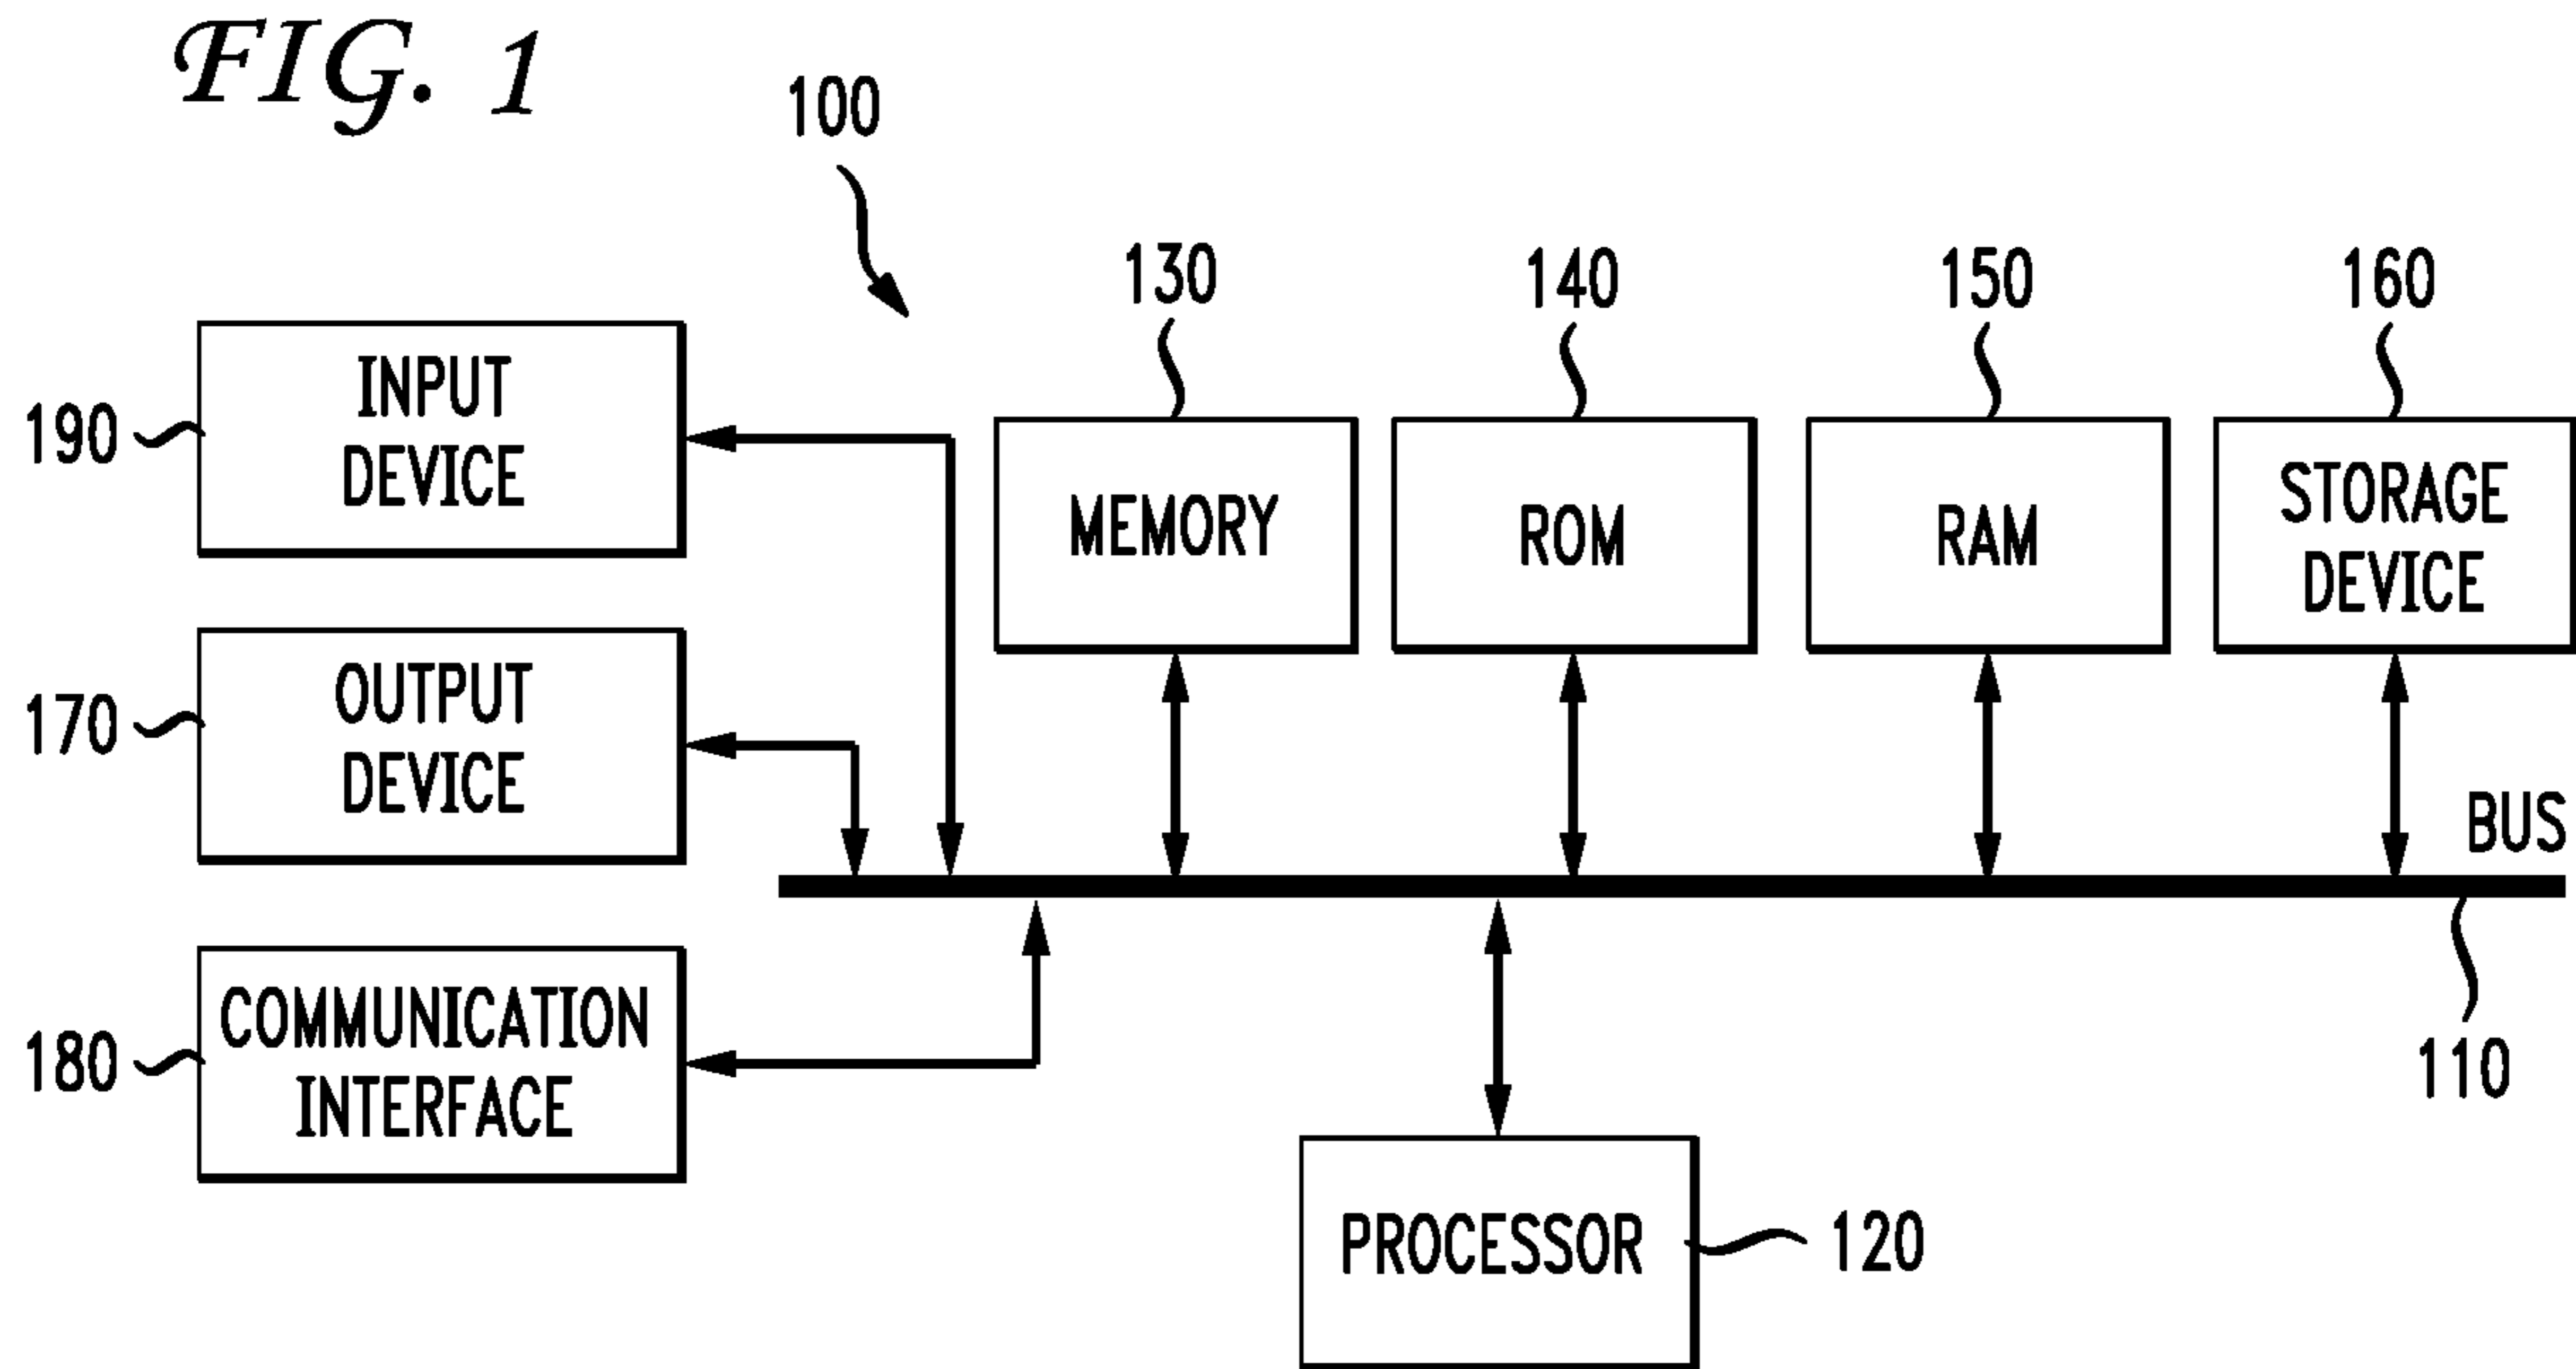 FIG. 1
100
130
140
150
160
190
INPUT
DEVICE
MEMORY
ROM
RAM
STORAGE
DEVICE
170
OUTPUT
DEVICE
BUS
180
COMMUNICATION
INTERFACE
110
PROCESSOR
120